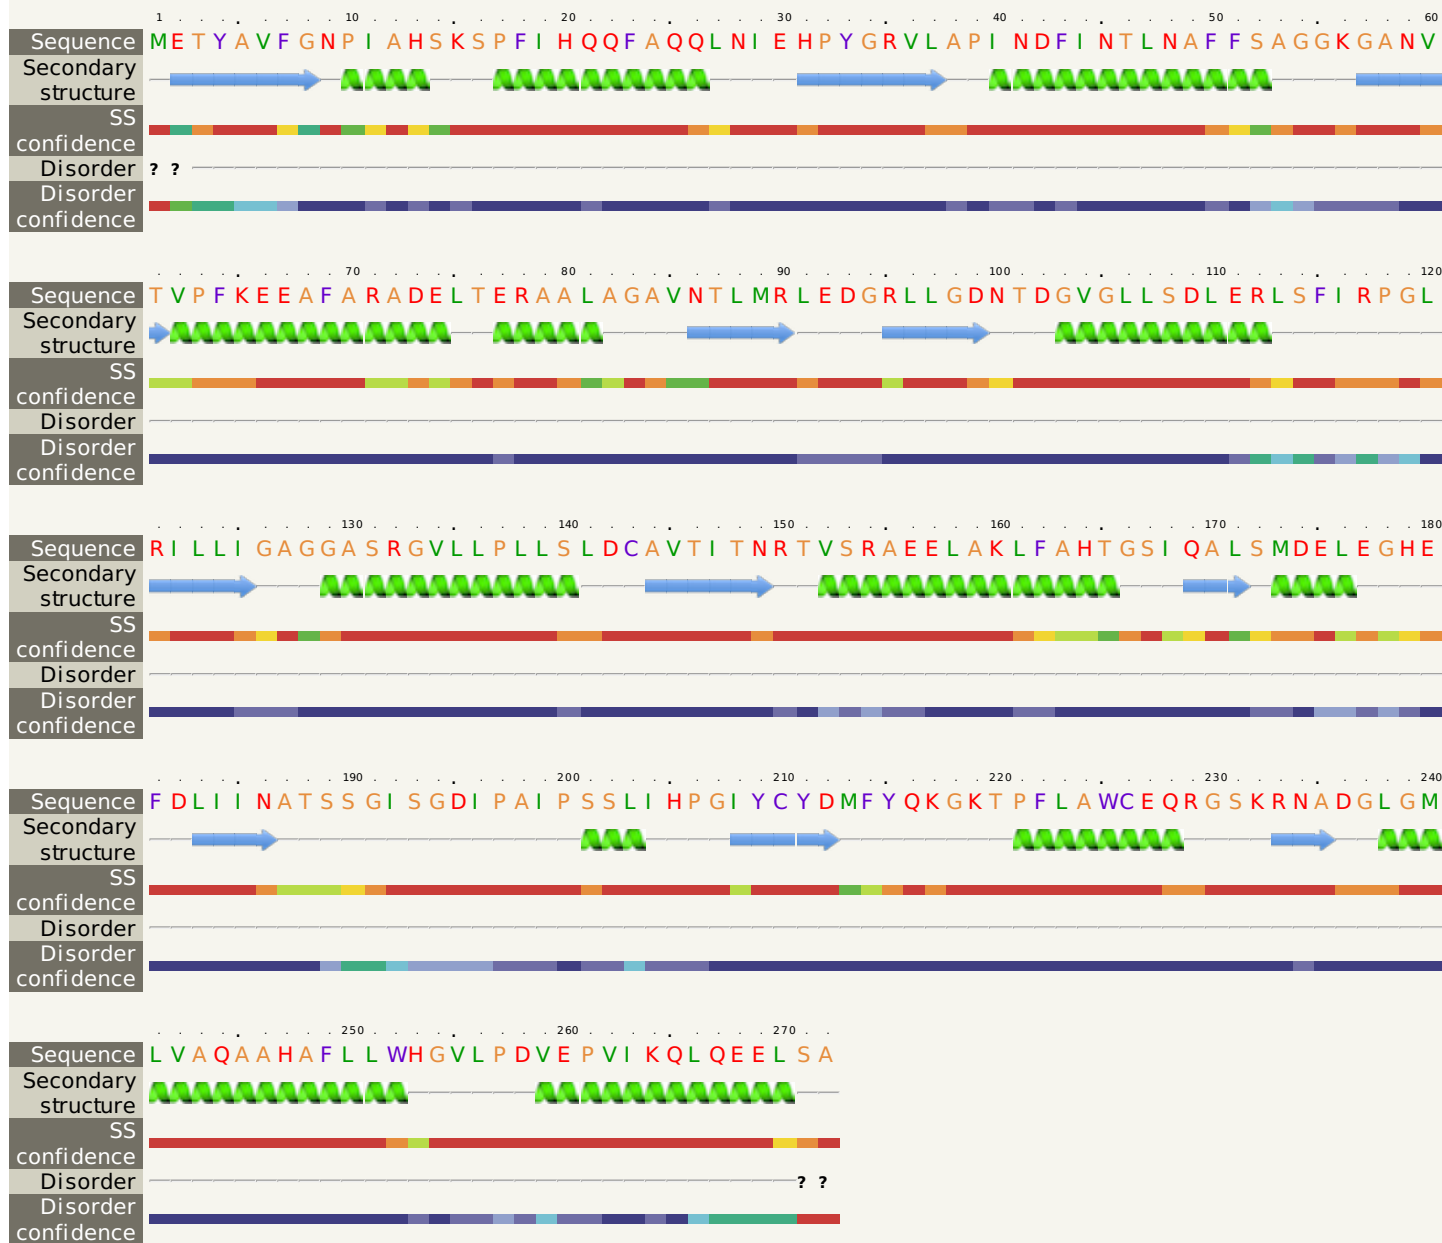 1 10 20 30 40 50 60
Sequence METYAVFGNPIAHSKSPFIHQQFAQQLNIEHPYGRVLAPINDFINTLNAFFSAGGKGANV
Secondary
structure
SS
confidence
Disorder ? ?
Disorder
confidence
70 80 90 100 110 120
Sequence TVPFKEEAFARADELTERAALAGAVNTLMRLEDGRLLGDNTDGVGLLSDLERLSFIRPGL
Secondary
structure
SS
confidence
Disorder
Disorder
confidence
130 140 150 160 170 180
Sequence RILLIGAGGASRGVLLPLLSLDCAVTITNRTVSRAEELAKLFAHTGSIQALSMDELEGHE
Secondary
structure
SS
confidence
Disorder
Disorder
confidence
190 200 210 220 230 240
Sequence FDLIINATSSGISGDIPAIPSSLIHPGIYCYDMFYQKGKTPFLAWCEQRGSKRNADGLGM
Secondary
structure
SS
confidence
Disorder
Disorder
confidence
250 260 270
Sequence LVAQAAHAFLLWHGVLPDVEPVIKQLQEELSA
Secondary
structure
SS
confidence
Disorder ? ?
Disorder
confidence